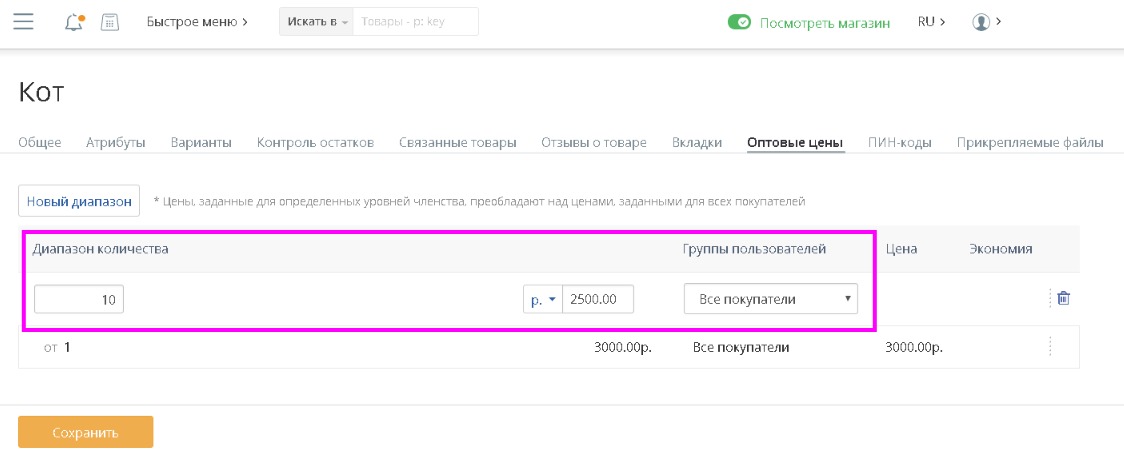 Быстрое меню
Искать в Товары - p: key
Посмотреть магазин
RU
Кот
Общее Атрибуты Варианты Контроль остатков Связанные товары Отзывы о товаре Вкладки Оптовые цены ПИН-коды Прикрепляемые файлы
Новый диапазон * Цены, заданные для определенных уровней членства, преобладают над ценами, заданными для всех покупателей
Диапазон количества Группы пользователей Цена Экономия
10 р. 2500.00 Все покупатели
от 1 3000.00р. Все покупатели 3000.00р.
Сохранить